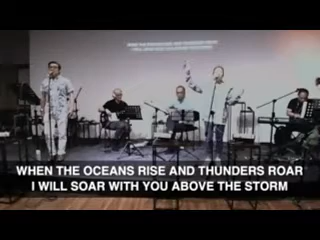 WHEN THE OCEANS RISE AND THUNDERS ROAR
I WILL SOAR WITH YOU ABOVE THE STORM